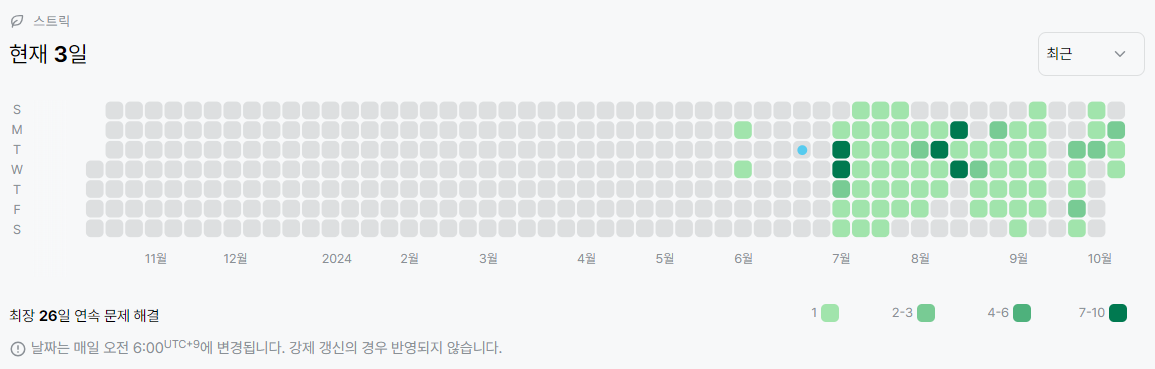 스트릭
현재 3일
최근
S
M
T
W
T
F
S
11월 12월 2024 2월 3월 4월 5월 6월 7월 8월 9월 10월
최장 26일 연속 문제 해결
1 2-3 4-6 7-10
날짜는 매일 오전 6:00UTC+9에 변경됩니다. 강제 갱신의 경우 반영되지 않습니다.